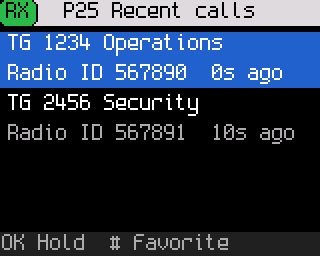 RX P25 Recent calls
TG 1234 Operations
Radio ID 567890 0s ago
TG 2456 Security
Radio ID 567891 10s ago
OK Hold # Favorite